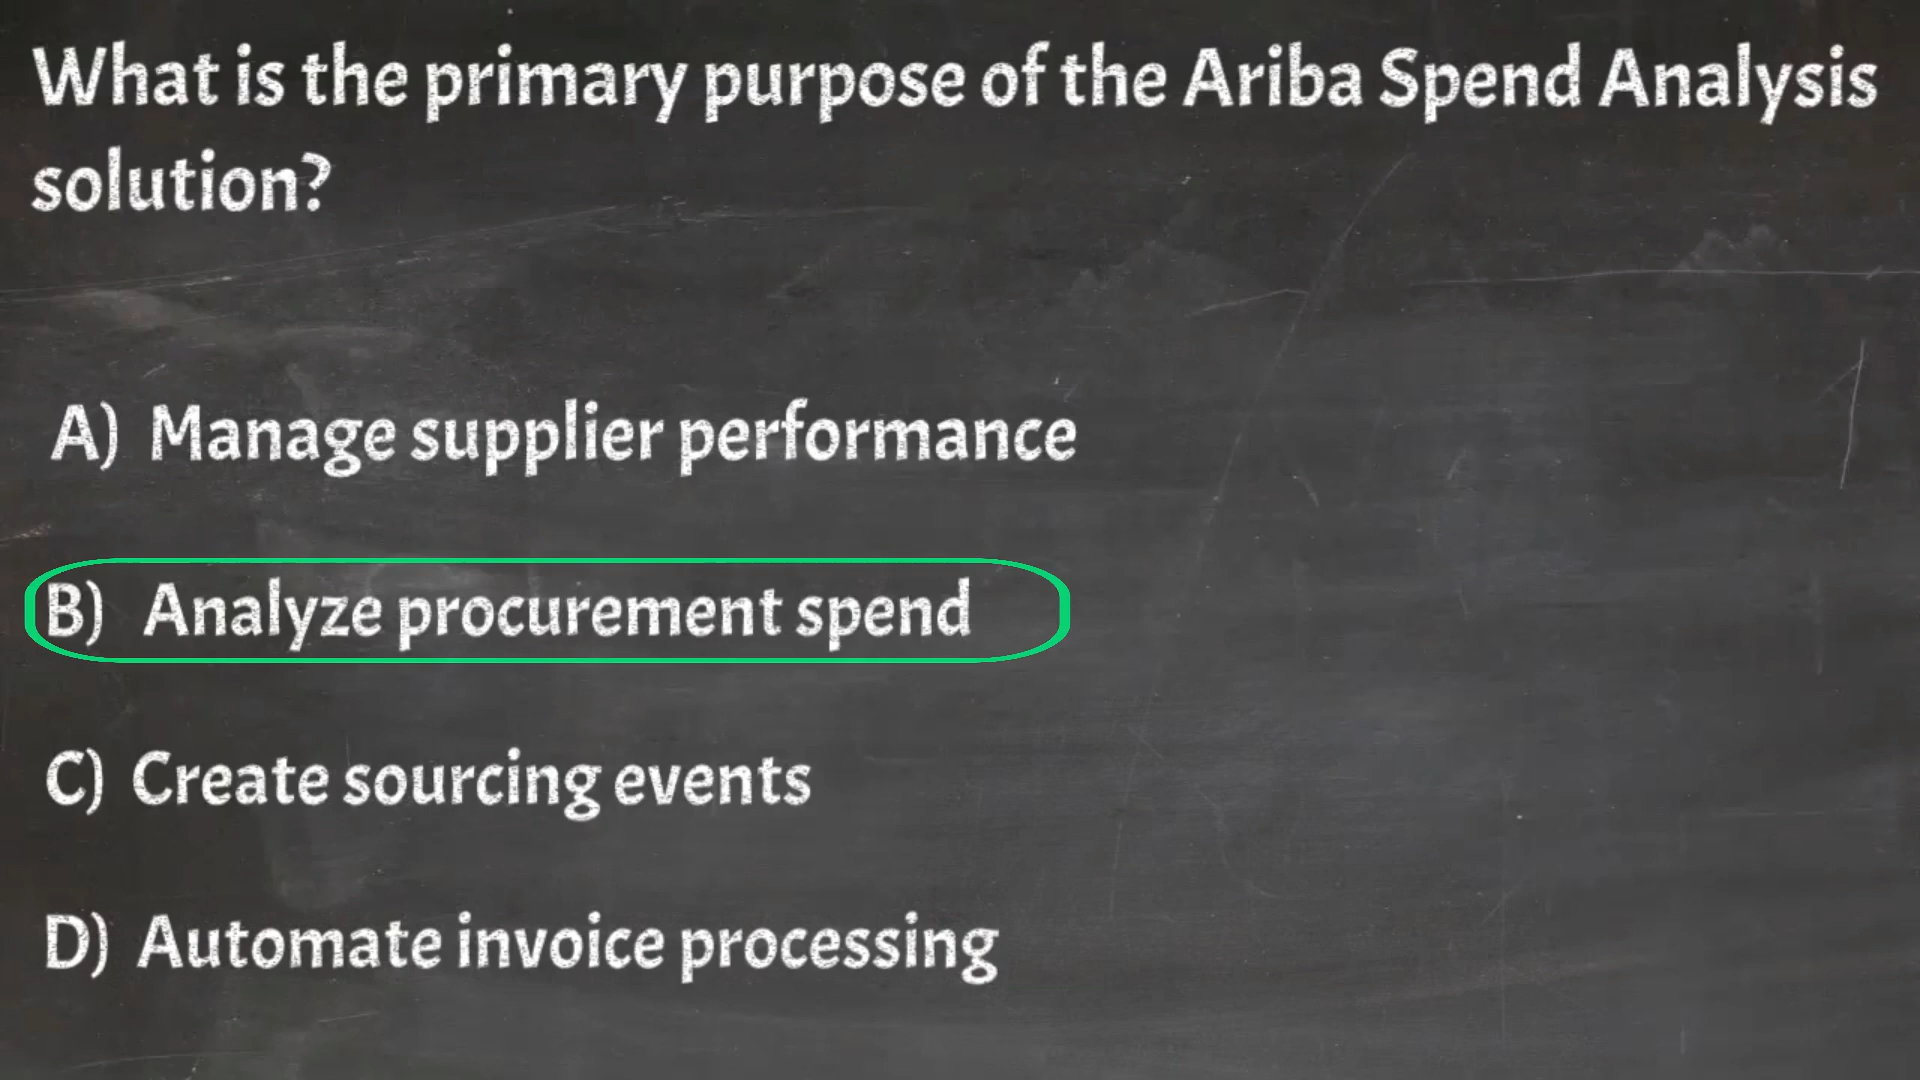 What is the primary purpose of the Ariba Spend Analysis
solution?
A) Manage supplier performance
B) Analyze procurement spend
C) Create sourcing events
D) Automate invoice processing